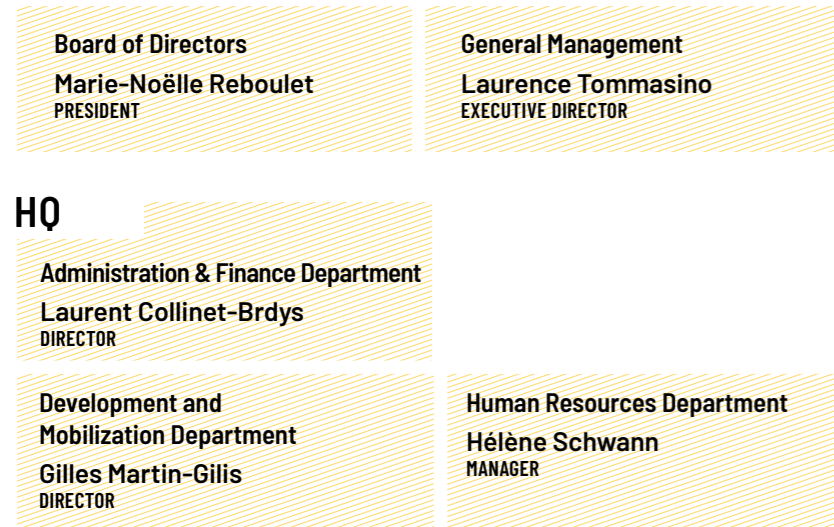 Board of Directors
Marie-Noëlle Reboulet
PRESIDENT
General Management
Laurence Tommasino
EXECUTIVE DIRECTOR
HQ
Administration & Finance Department
Laurent Collinet-Brdys
DIRECTOR
Development and
Mobilization Department
Gilles Martin-Gilis
DIRECTOR
Human Resources Department
Hélène Schwann
MANAGER